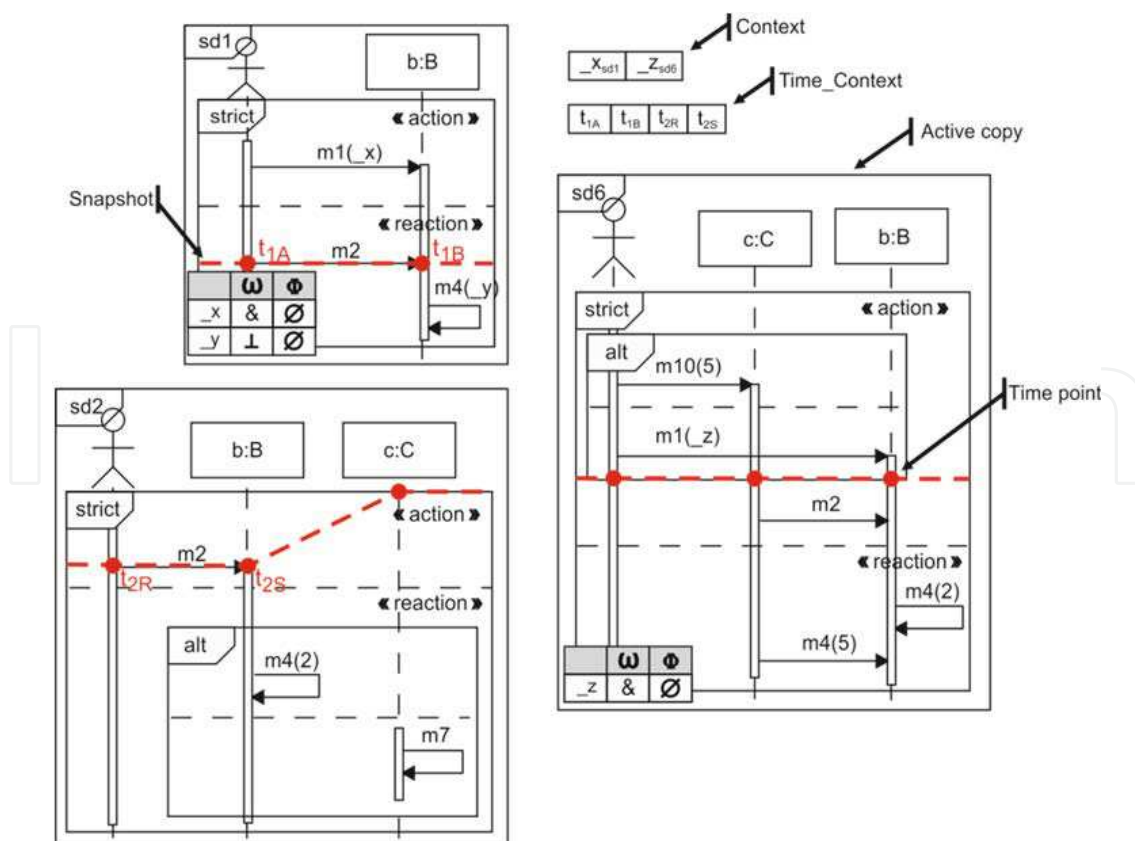 sd1
b:B
strict
« action »
m1(_x)
Snapshot
« reaction »
t1A
m2
t1B
m4(_y)
ω Φ
_x & Ø
_y ⊥ Ø
Context
_xsd1 _zsd6
Time_Context
t1A t1B t2R t2S
Active copy
sd6
c:C
b:B
strict
« action »
alt
m10(5)
Time point
m1(_z)
m2
« reaction »
m4(2)
m4(5)
ω Φ
_z & Ø
sd2
b:B
c:C
strict
« action »
m2
t2R
t2S
« reaction »
alt
m4(2)
m7